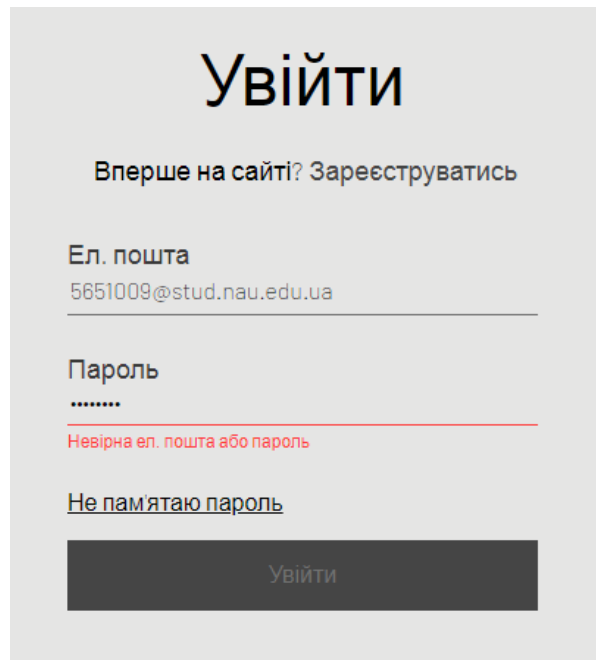 Увійти
Вперше на сайті? Зареєструватись
Ел. пошта
5651009@stud.nau.edu.ua
Пароль
••••••••
Невірна ел. пошта або пароль
Не пам'ятаю пароль
Увійти